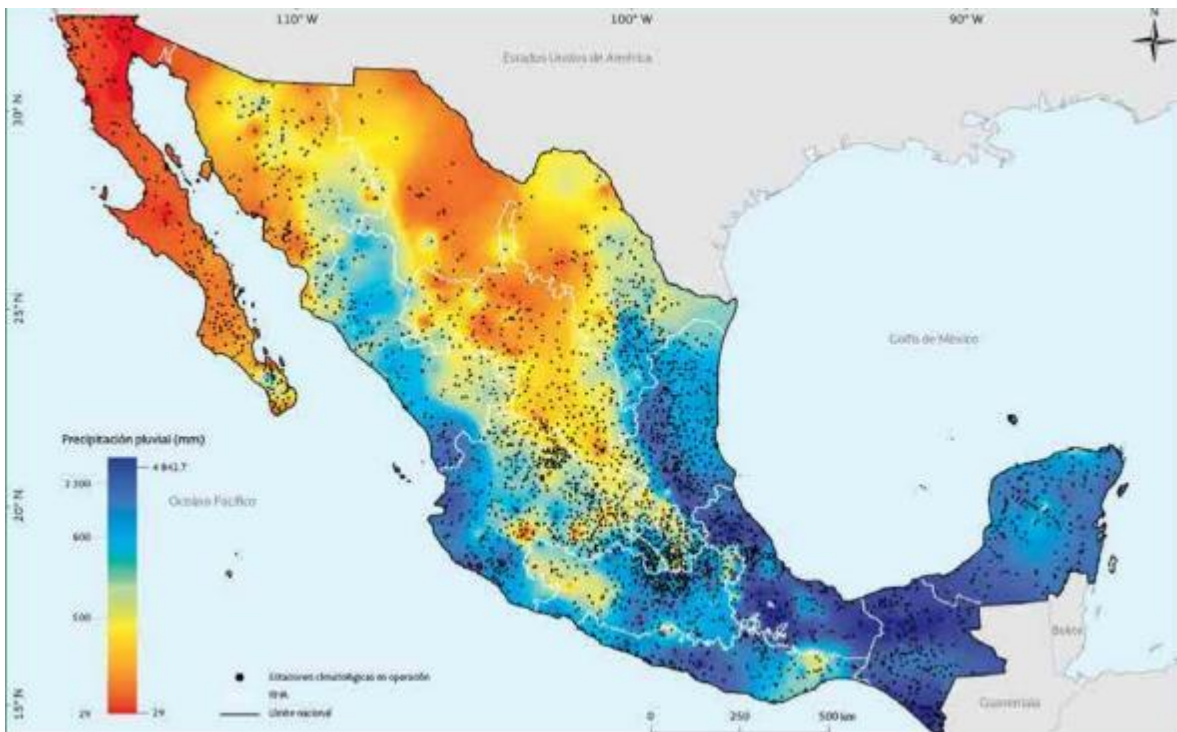 110° W
100° W
90° W
N
Estados Unidos de América
30° N
25° N
Golfo de México
Precipitación pluvial (mm)
4 842.7
600
500
29
29
Océano Pacífico
20° N
Estaciones climatológicas en operación
RHA
Límite nacional
0 250 500 km
15° N
Belice
Guatemala